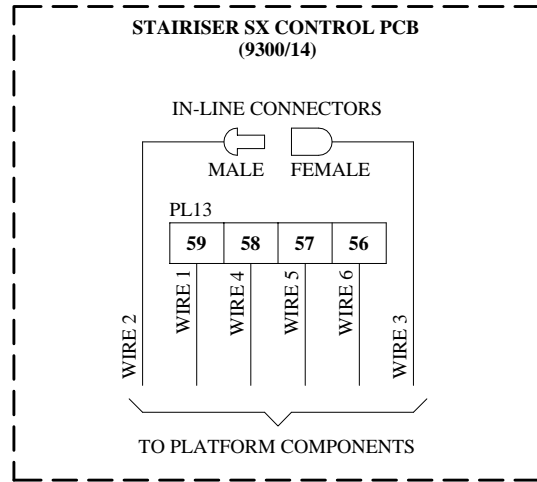 STAIRISER SX CONTROL PCB
(9300/14)
IN-LINE CONNECTORS
MALE FEMALE
PL13
59 58 57 56
WIRE 2
WIRE 1
WIRE 4
WIRE 5
WIRE 6
WIRE 3
TO PLATFORM COMPONENTS